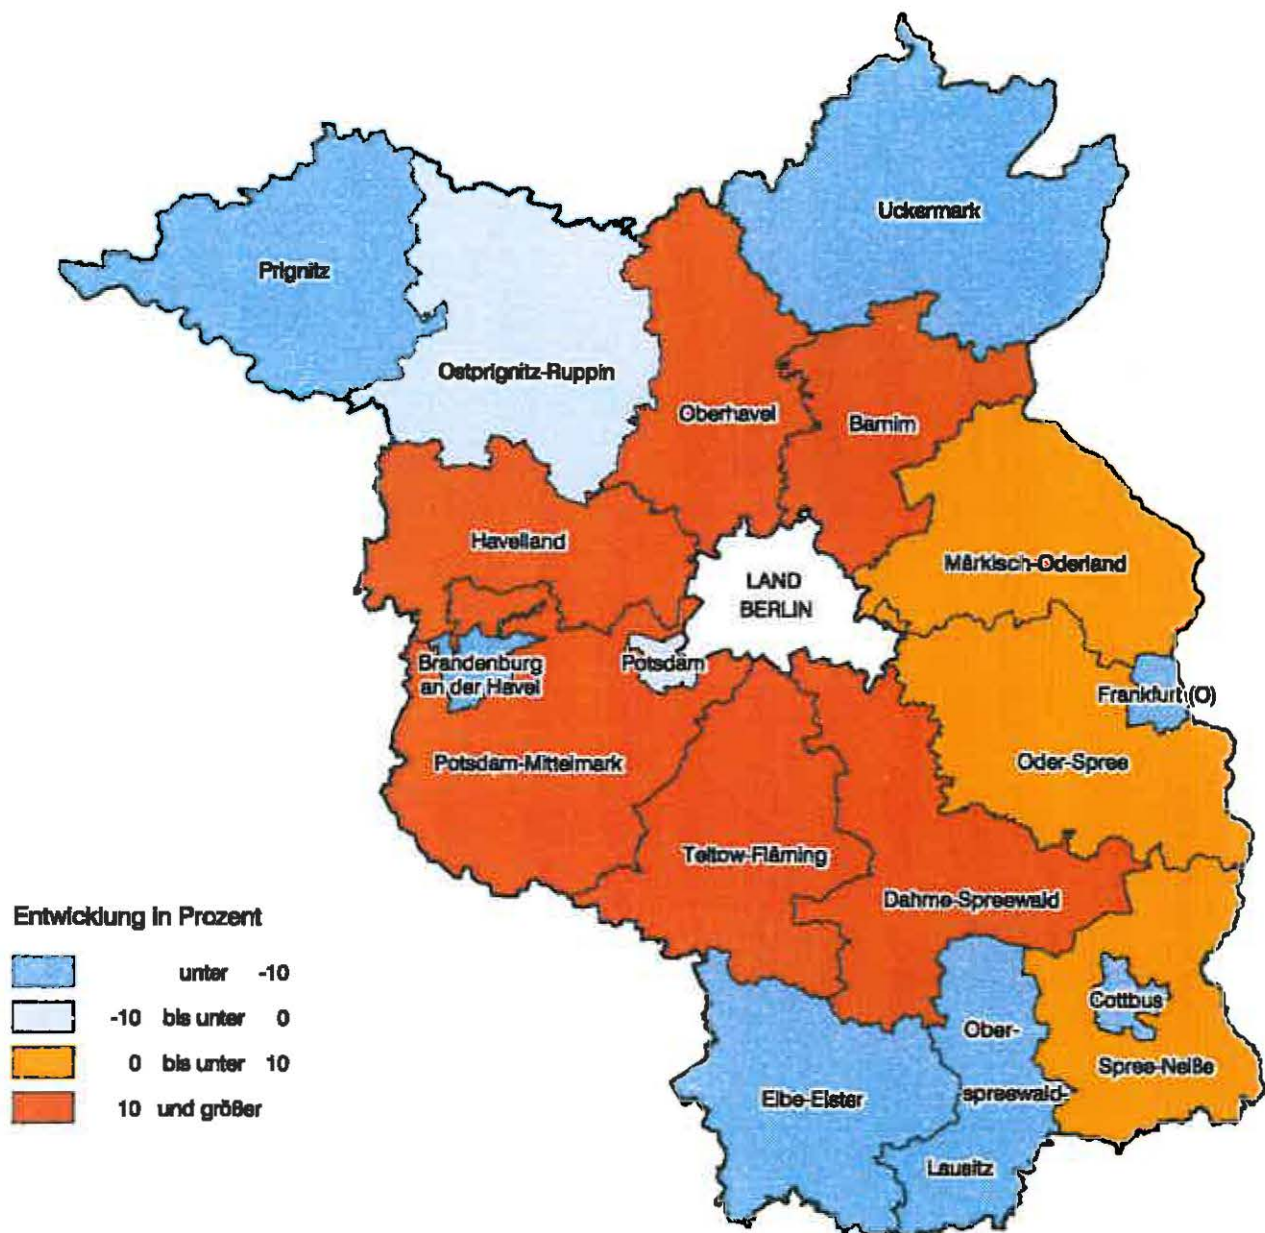 Uckermark
Prignitz
Ostprignitz-Ruppin
Oberhavel
Barnim
Havelland
Märkisch-Oderland
LAND
BERLIN
Brandenburg
an der Havel
Potsdam
Frankfurt (O)
Potsdam-Mittelmark
Oder-Spree
Teltow-Fläming
Dahme-Spreewald
Entwicklung in Prozent
unter -10
-10 bis unter 0
0 bis unter 10
10 und größer
Cottbus
Ober-
Spree-Neiße
Elbe-Elster
spreewald-
Lausitz